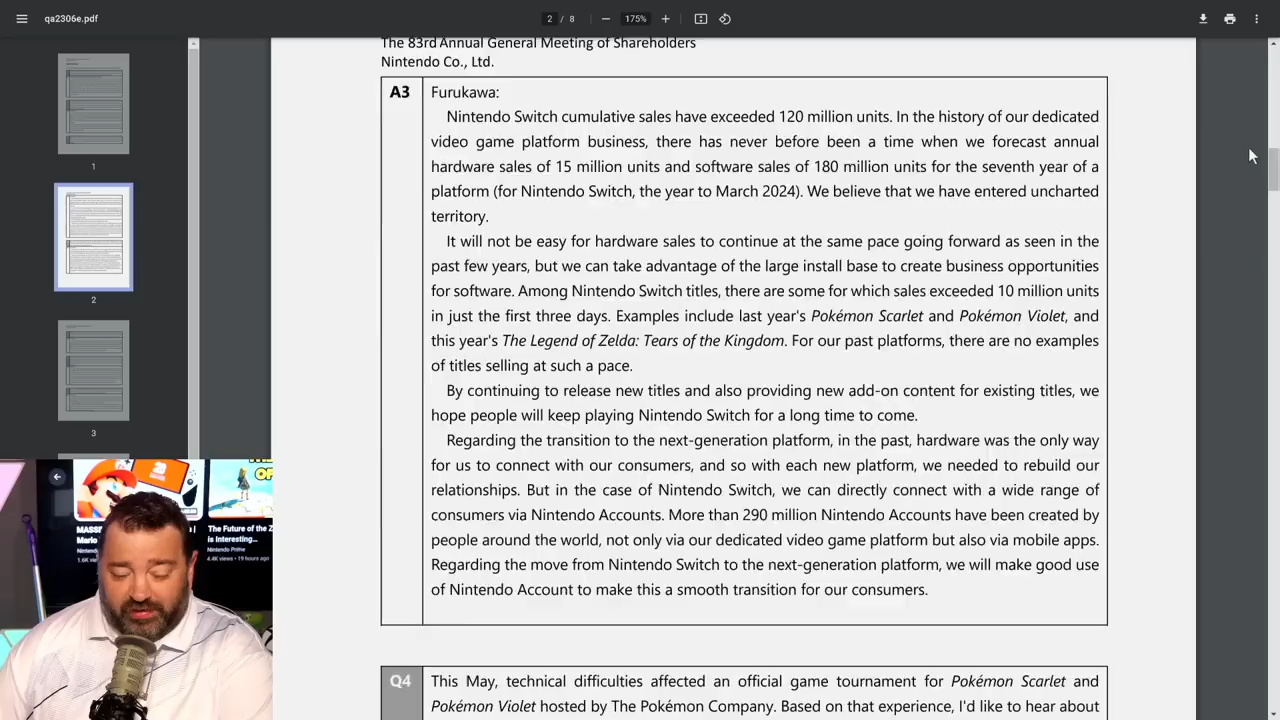 qa2306e.pdf
2 / 8
175%
The 83rd Annual General Meeting of Shareholders
Nintendo Co., Ltd.
A3
Furukawa:
Nintendo Switch cumulative sales have exceeded 120 million units. In the history of our dedicated
video game platform business, there has never before been a time when we forecast annual
hardware sales of 15 million units and software sales of 180 million units for the seventh year of a
platform (for Nintendo Switch, the year to March 2024). We believe that we have entered uncharted
territory.
It will not be easy for hardware sales to continue at the same pace going forward as seen in the
past few years, but we can take advantage of the large install base to create business opportunities
for software. Among Nintendo Switch titles, there are some for which sales exceeded 10 million units
in just the first three days. Examples include last year's Pokémon Scarlet and Pokémon Violet, and
this year's The Legend of Zelda: Tears of the Kingdom. For our past platforms, there are no examples
of titles selling at such a pace.
By continuing to release new titles and also providing new add-on content for existing titles, we
hope people will keep playing Nintendo Switch for a long time to come.
Regarding the transition to the next-generation platform, in the past, hardware was the only way
for us to connect with our consumers, and so with each new platform, we needed to rebuild our
relationships. But in the case of Nintendo Switch, we can directly connect with a wide range of
consumers via Nintendo Accounts. More than 290 million Nintendo Accounts have been created by
people around the world, not only via our dedicated video game platform but also via mobile apps.
Regarding the move from Nintendo Switch to the next-generation platform, we will make good use
of Nintendo Account to make this a smooth transition for our consumers.
Q4
This May, technical difficulties affected an official game tournament for Pokémon Scarlet and
Pokémon Violet hosted by The Pokémon Company. Based on that experience, I'd like to hear about
1
2
3
MASS
Mario
Nintend
1.6K vie
The Future of the Z
is Interesting...
Nintendo Prime
4.4K views • 19 hours ago